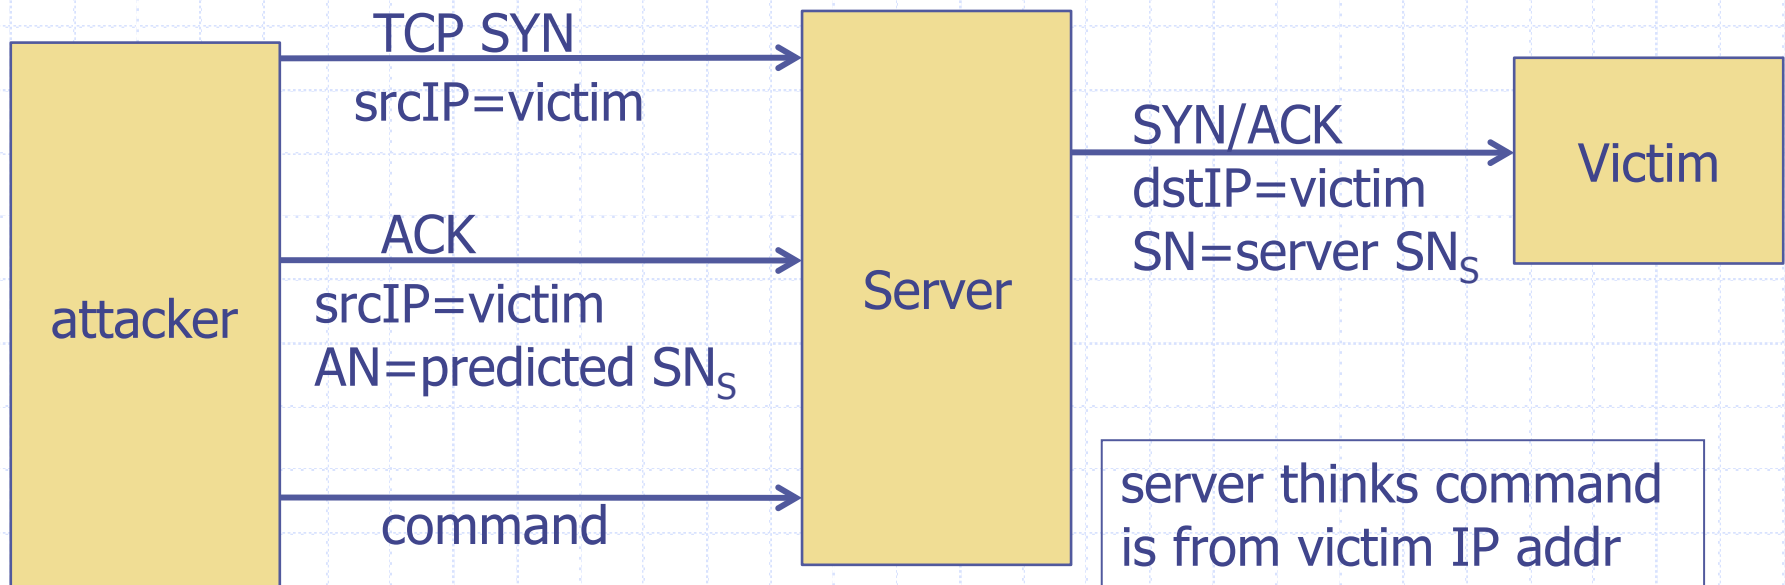 TCP SYN
srcIP=victim
attacker
ACK
srcIP=victim
AN=predicted SNS
command
Server
SYN/ACK
dstIP=victim
SN=server SNS
Victim
server thinks command
is from victim IP addr